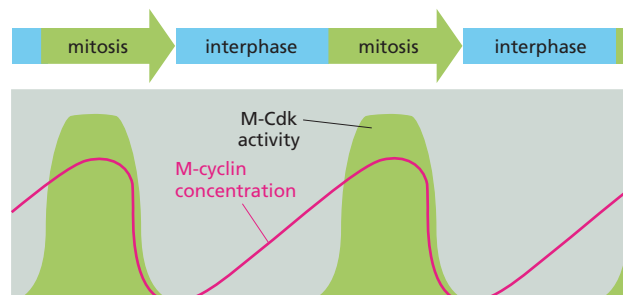 mitosis
interphase
mitosis
interphase
M-Cdk
activity
M-cyclin
concentration